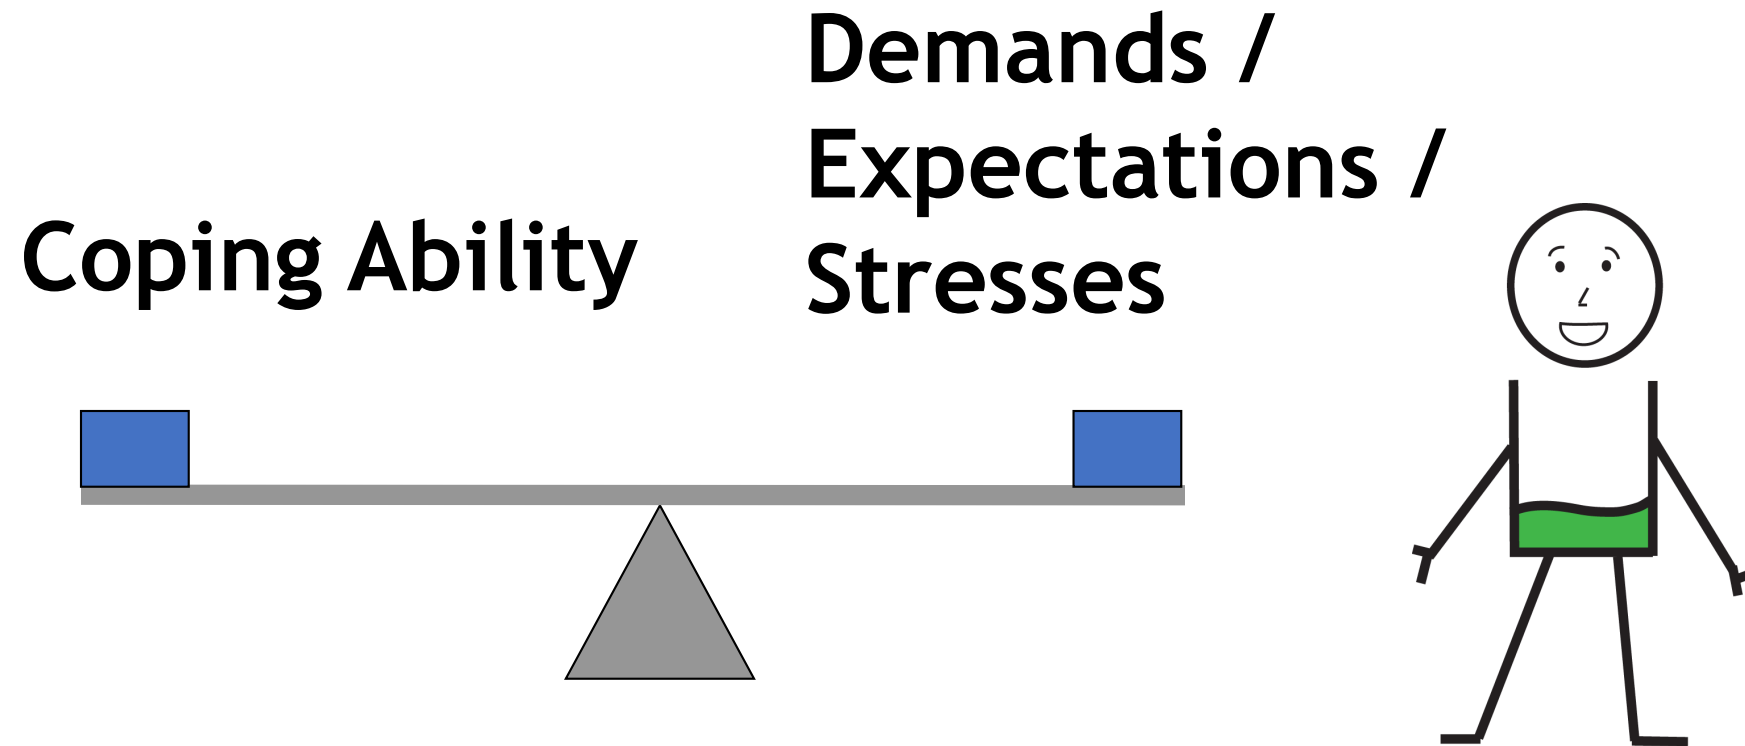 Coping Ability
Demands /
Expectations /
Stresses